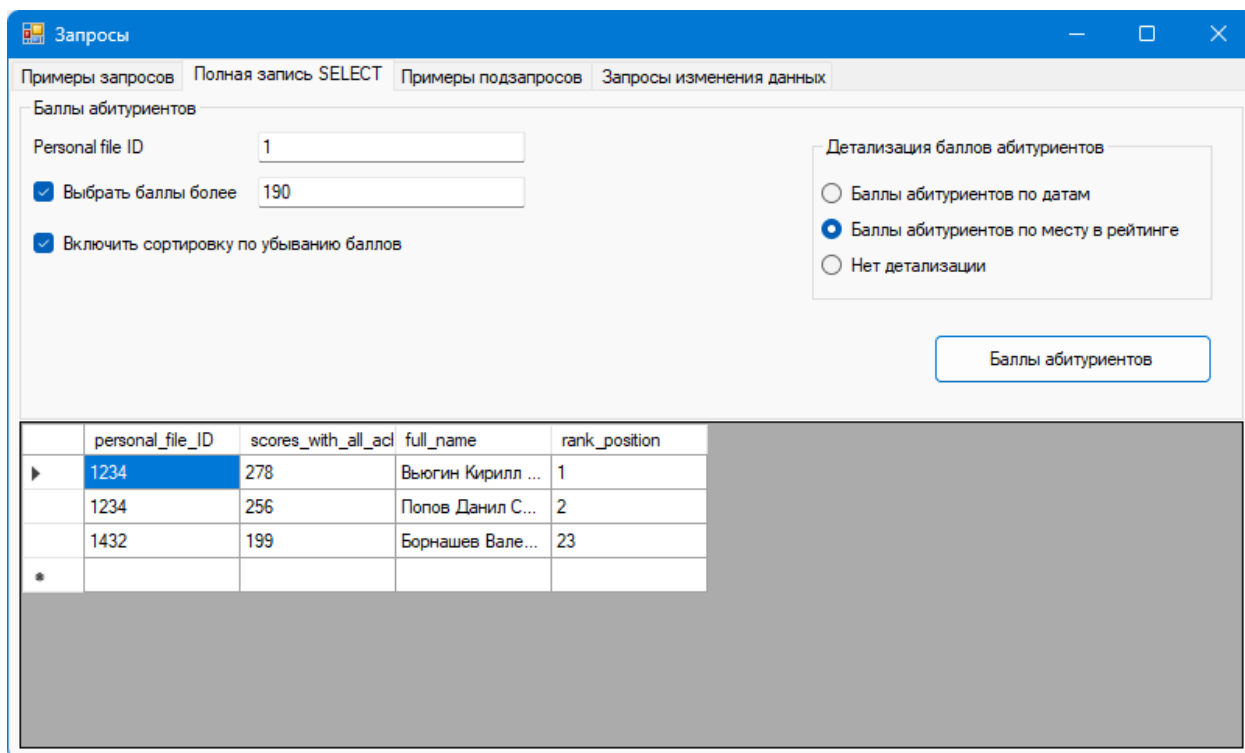 Запросы
Примеры запросов Полная запись SELECT Примеры подзапросов Запросы изменения данных
Баллы абитуриентов
Personal file ID 1
Выбрать баллы более 190
Включить сортировку по убыванию баллов
Детализация баллов абитуриентов
Баллы абитуриентов по датам
Баллы абитуриентов по месту в рейтинге
Нет детализации
Баллы абитуриентов
personal_file_ID scores_with_all_acl full_name rank_position
1234 278 Вьюгин Кирилл ... 1
1234 256 Попов Данил С... 2
1432 199 Борнашев Вале... 23